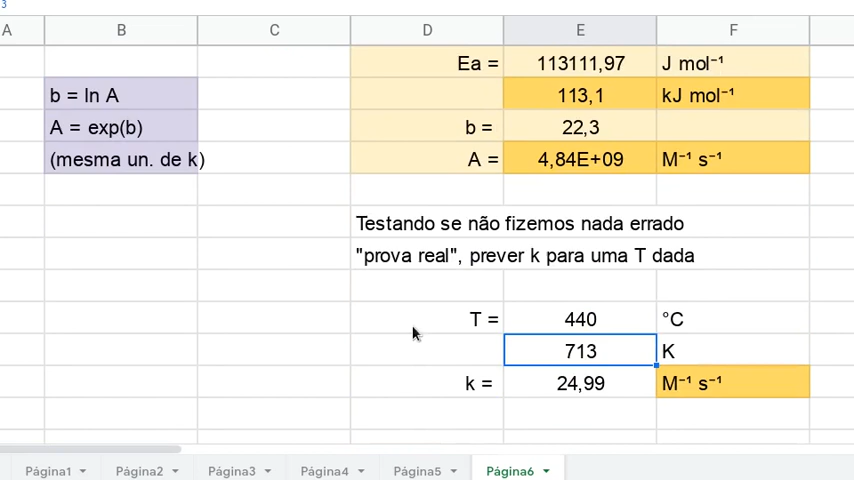 3
A B C D E F
Ea = 113111,97 J mol⁻¹
b = ln A 113,1 kJ mol⁻¹
A = exp(b) b = 22,3
(mesma un. de k) A = 4,84E+09 M⁻¹ s⁻¹
Testando se não fizemos nada errado
"prova real", prever k para uma T dada
T = 440 °C
713 K
k = 24,99 M⁻¹ s⁻¹
Página1 Página2 Página3 Página4 Página5 Página6